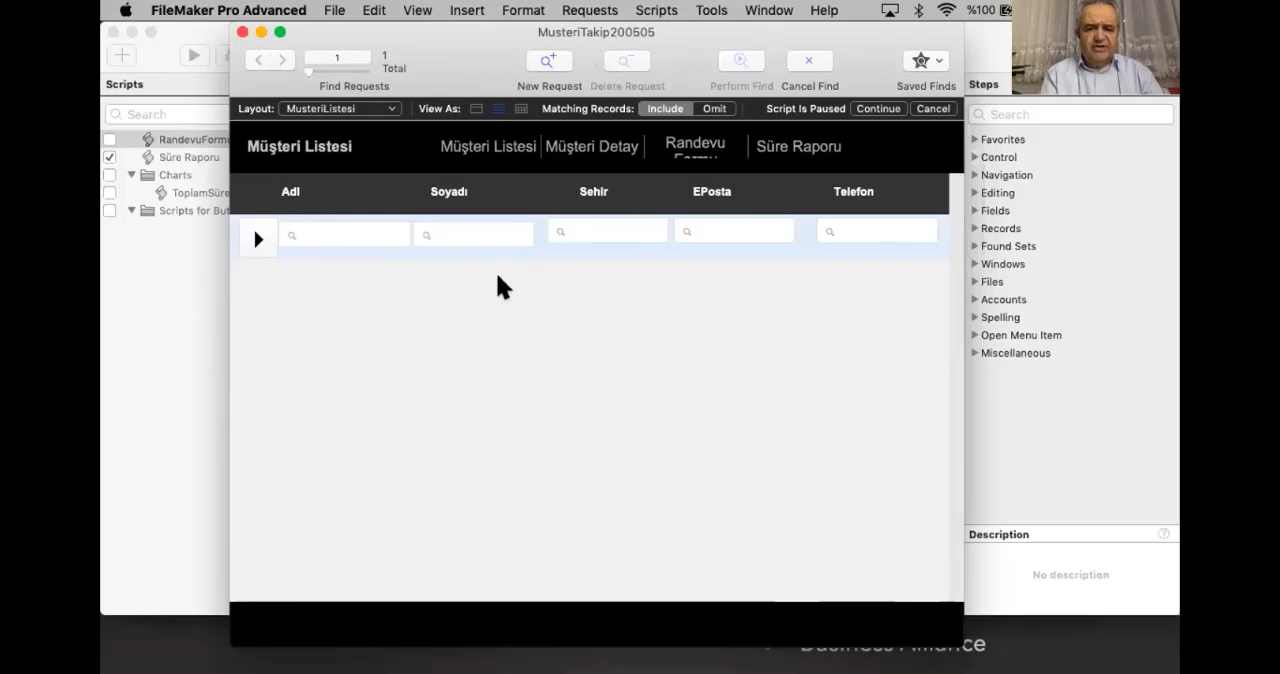 FileMaker Pro Advanced File Edit View Insert Format Requests Scripts Tools Window Help %100
MusteriTakip200505
1
1
Total
Find Requests
New Request Delete Request Perform Find Cancel Find Saved Finds
Layout: MusteriListesi View As: Matching Records: Include Omit Script Is Paused Continue Cancel
Müşteri Listesi Müşteri Listesi Müşteri Detay Randevu Süre Raporu
Adi Soyadı Sehir EPosta Telefon
Scripts
Search
RandevuFormu
Süre Raporu
Charts
ToplamSüre
Scripts for But
Steps
Search
Favorites
Control
Navigation
Editing
Fields
Records
Found Sets
Windows
Files
Accounts
Spelling
Open Menu Item
Miscellaneous
Description
No description
Business Alliance